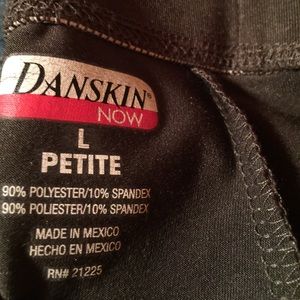 DANSKIN®
NOW
L
PETITE
90% POLYESTER/10% SPANDEX
90% POLIESTER/10% SPANDEX
MADE IN MEXICO
HECHO EN MEXICO
RN# 21225